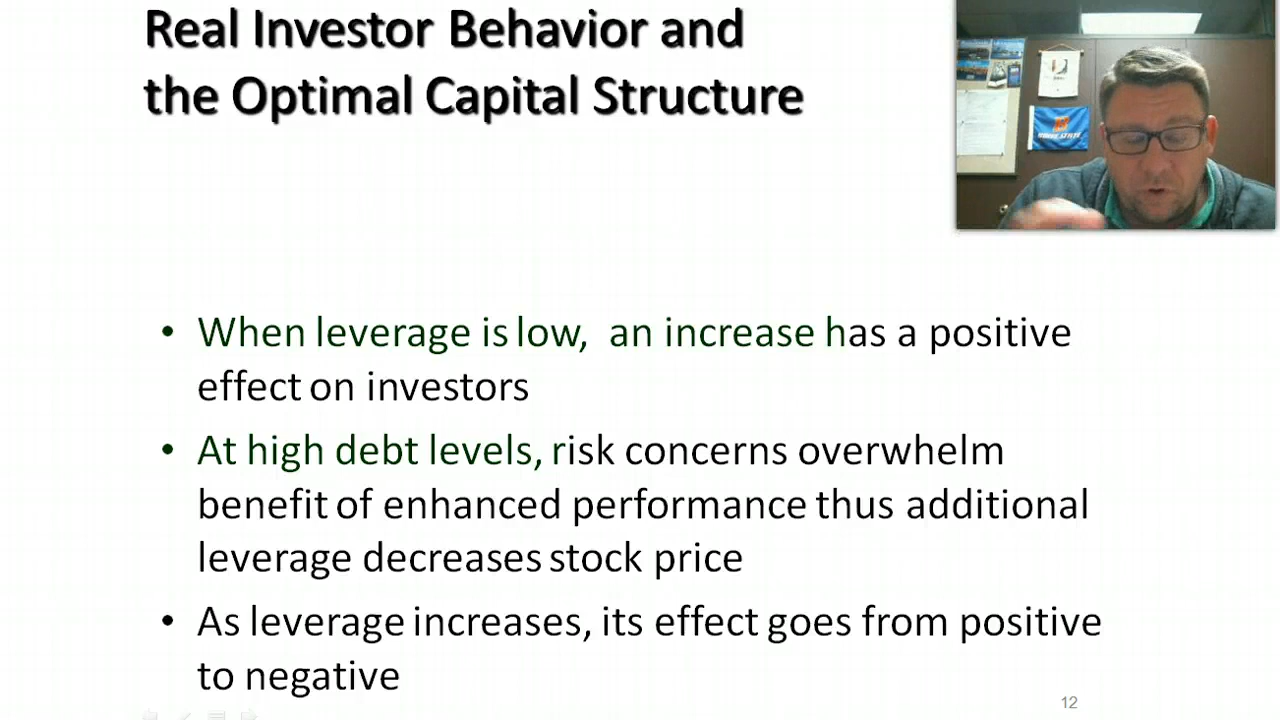 Real Investor Behavior and
the Optimal Capital Structure
• When leverage is low, an increase has a positive
effect on investors
• At high debt levels, risk concerns overwhelm
benefit of enhanced performance thus additional
leverage decreases stock price
• As leverage increases, its effect goes from positive
to negative
12